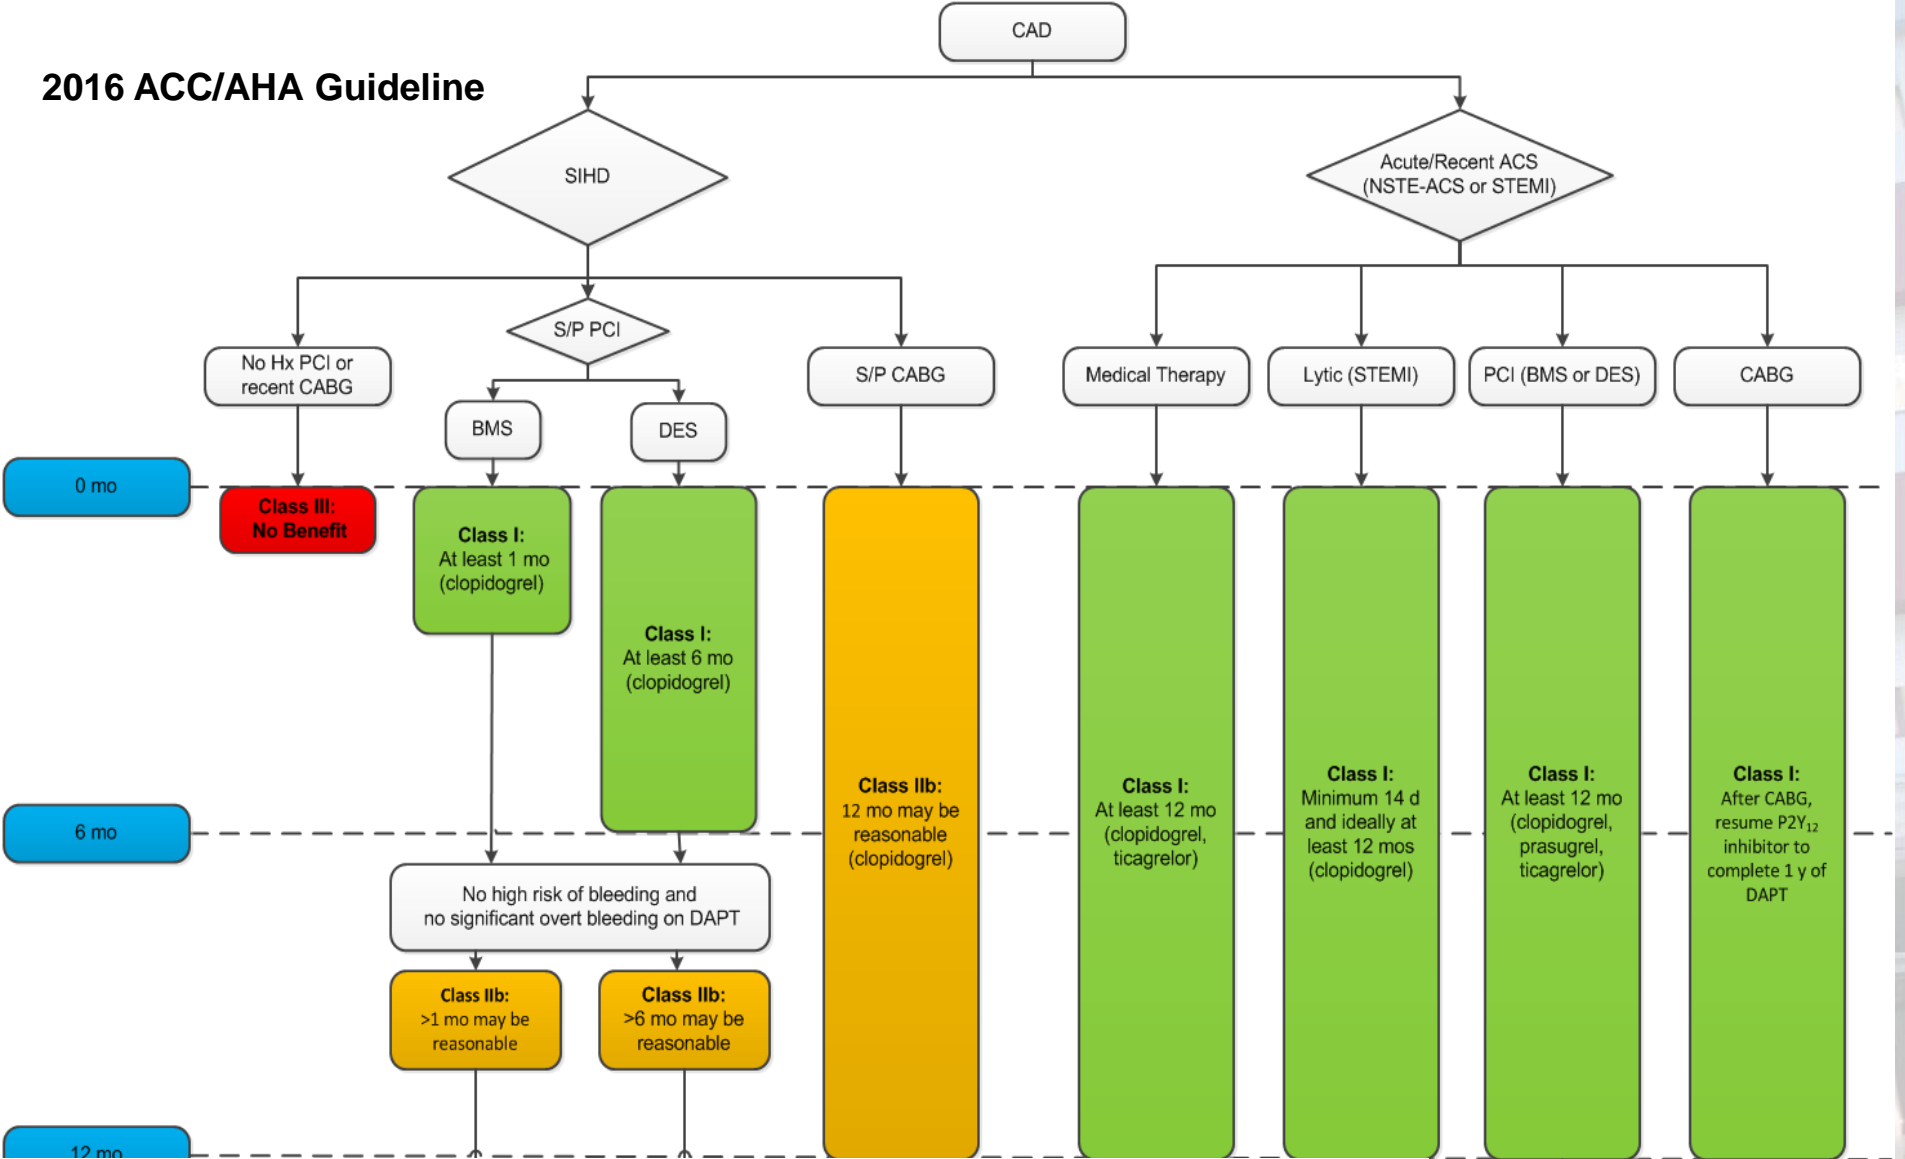 CAD
2016 ACC/AHA Guideline
SIHD
Acute/Recent ACS
(NSTE-ACS or STEMI)
No Hx PCI or
recent CABG
S/P PCI
S/P CABG
Medical Therapy
Lytic (STEMI)
PCI (BMS or DES)
CABG
BMS
DES
0 mo
Class III:
No Benefit
Class I:
At least 1 mo
(clopidogrel)
Class I:
At least 6 mo
(clopidogrel)
Class IIb:
12 mo may be
reasonable
(clopidogrel)
Class I:
At least 12 mo
(clopidogrel,
ticagrelor)
Class I:
Minimum 14 d
and ideally at
least 12 mos
(clopidogrel)
Class I:
At least 12 mo
(clopidogrel,
prasugrel,
ticagrelor)
Class I:
After CABG,
resume P2Y₁₂
inhibitor to
complete 1 y of
DAPT
6 mo
No high risk of bleeding and
no significant overt bleeding on DAPT
Class IIb:
>1 mo may be
reasonable
Class IIb:
>6 mo may be
reasonable
12 mo